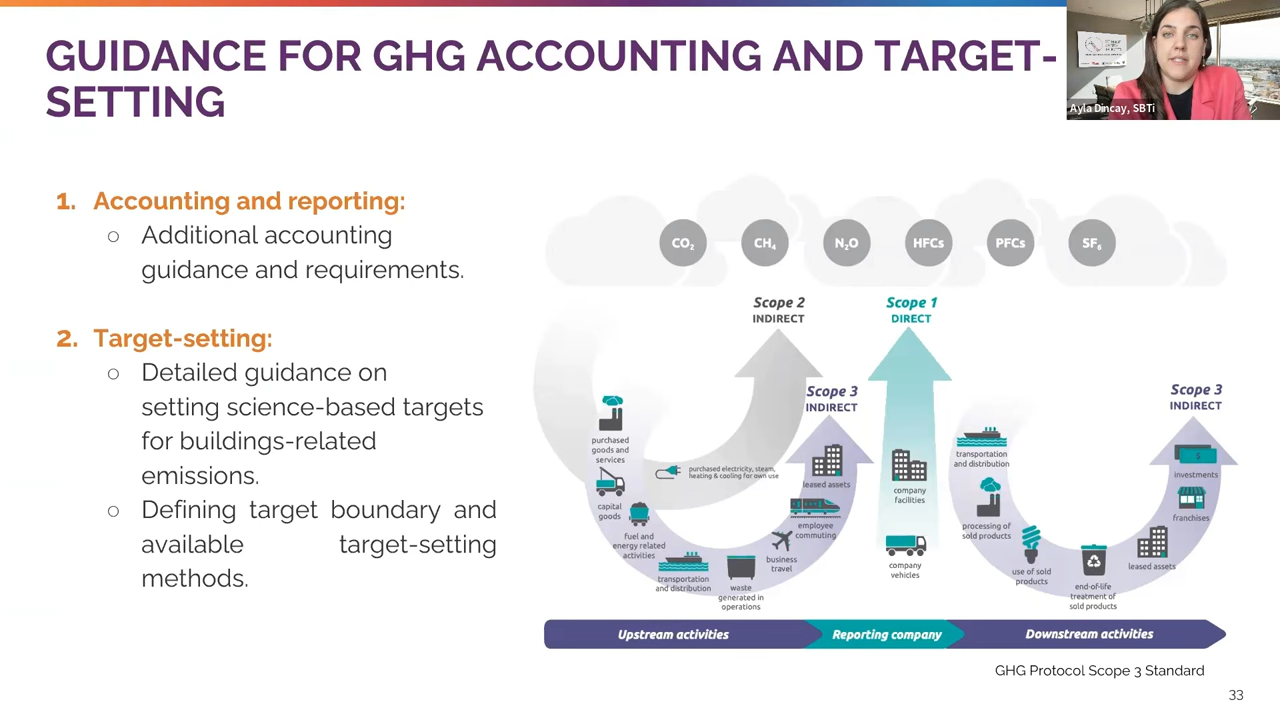 GUIDANCE FOR GHG ACCOUNTING AND TARGET-
SETTING
Ayla Dincay, SBTi
1. Accounting and reporting:
○ Additional accounting
guidance and requirements.
2. Target-setting:
○ Detailed guidance on
setting science-based targets
for buildings-related
emissions.
○ Defining target boundary and
available target-setting
methods.
CO₂
CH₄
N₂O
HFCs
PFCs
SF₆
Scope 2
INDIRECT
Scope 1
DIRECT
Scope 3
INDIRECT
Scope 3
INDIRECT
purchased
goods and
services
capital
goods
fuel and
energy related
activities
transportation
and distribution
waste
generated in
operations
business
travel
employee
commuting
leased assets
purchased electricity, steam,
heating & cooling for own use
company
facilities
company
vehicles
transportation
and distribution
processing of
sold products
use of sold
products
end-of-life
treatment of
sold products
leased assets
franchises
investments
Upstream activities
Reporting company
Downstream activities
GHG Protocol Scope 3 Standard
33